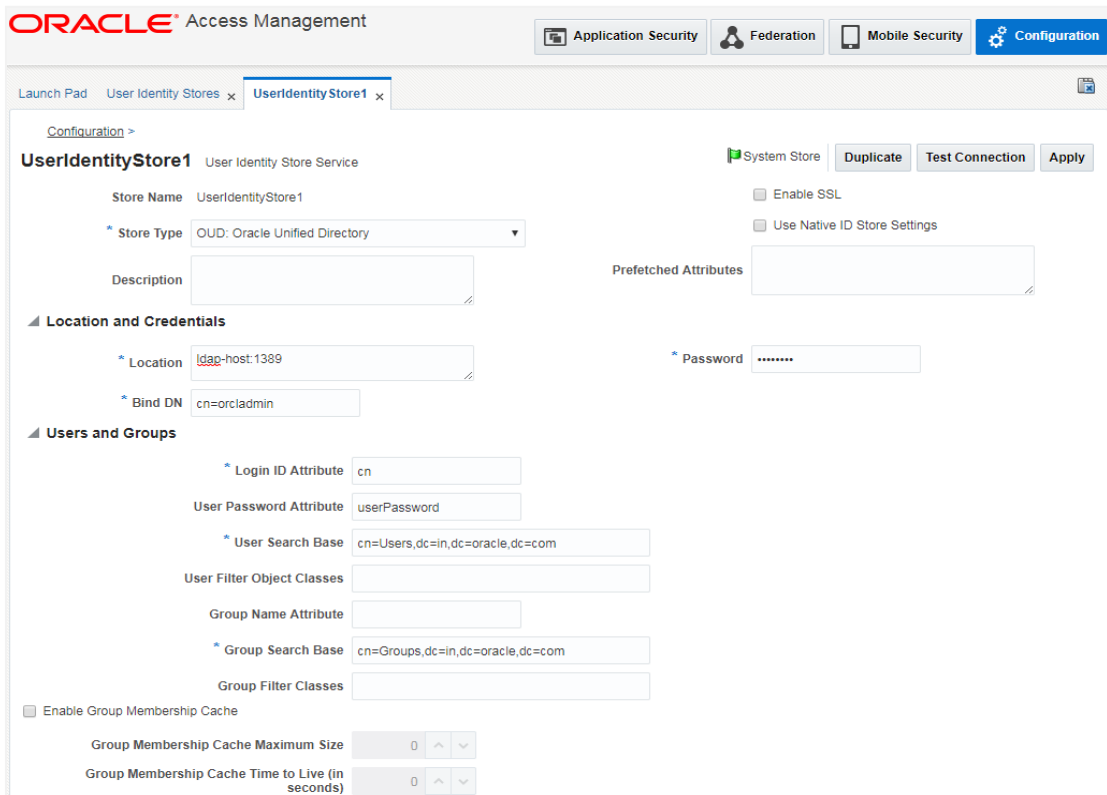 ORACLE® Access Management
Application Security
Federation
Mobile Security
Configuration
Launch Pad
User Identity Stores x
UserIdentityStore1 x
Configuration >
UserIdentityStore1 User Identity Store Service
System Store
Duplicate
Test Connection
Apply
Store Name UserIdentityStore1
Enable SSL
* Store Type OUD: Oracle Unified Directory
Use Native ID Store Settings
Description
Prefetched Attributes
Location and Credentials
* Location ldap-host:1389
* Password ••••••••
* Bind DN cn=orcladmin
Users and Groups
* Login ID Attribute cn
User Password Attribute userPassword
* User Search Base cn=Users,dc=in,dc=oracle,dc=com
User Filter Object Classes
Group Name Attribute
* Group Search Base cn=Groups,dc=in,dc=oracle,dc=com
Group Filter Classes
Enable Group Membership Cache
Group Membership Cache Maximum Size 0
Group Membership Cache Time to Live (in
seconds) 0